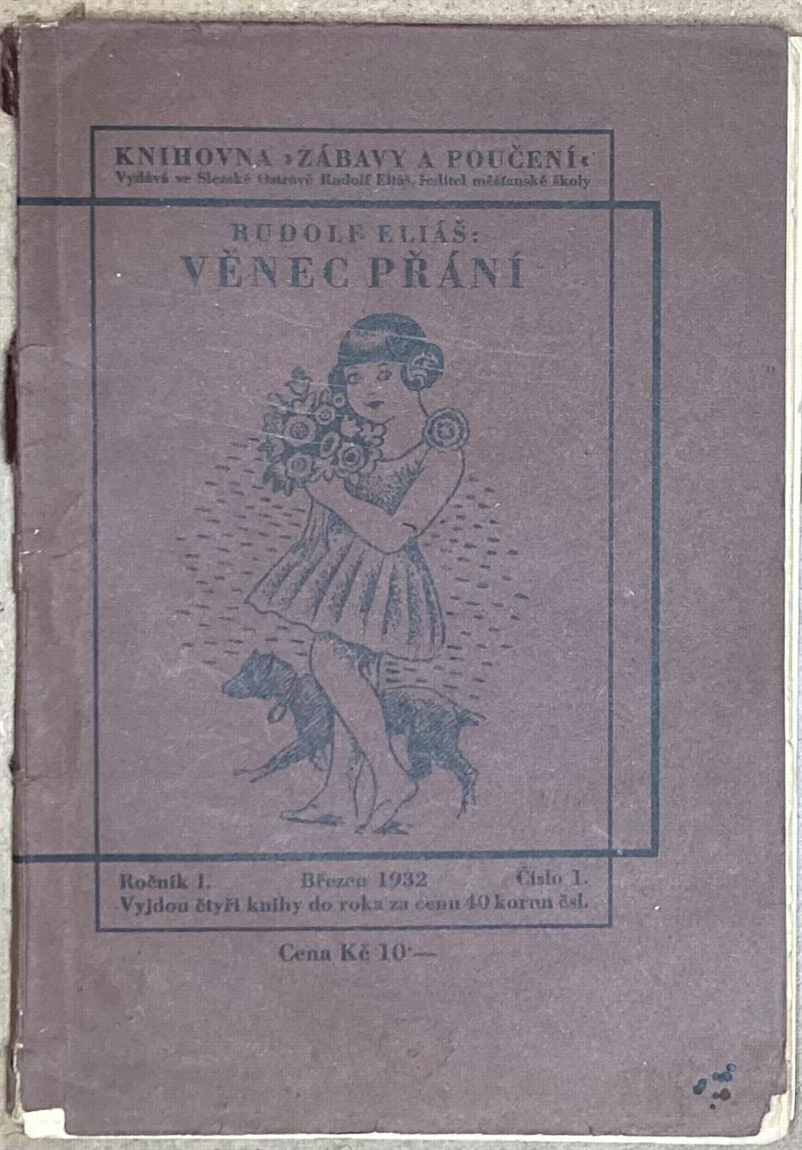 KNIHOVNA »ZÁBAVY A POUČENÍ«
Vydává ve Slezské Ostravě Rudolf Eliáš, ředitel měšťanské školy
RUDOLF ELIÁŠ:
VĚNEC PŘÁNÍ
Ročník I. Březen 1932 Číslo 1.
Vyjdou čtyři knihy do roka za cenu 40 korun čsl.
Cena Kč 10·—